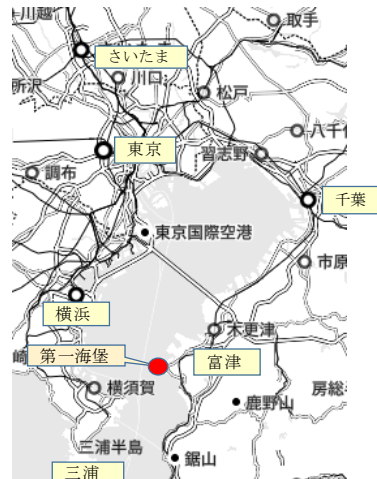 川越
取手
さいたま
川口
所沢
松戸
八千
東京
習志野
調布
千葉
東京国際空港
市原
横浜
木更津
第一海堡
富津
崎
横須賀
鹿野山
房総
三浦半島
鋸山
三浦